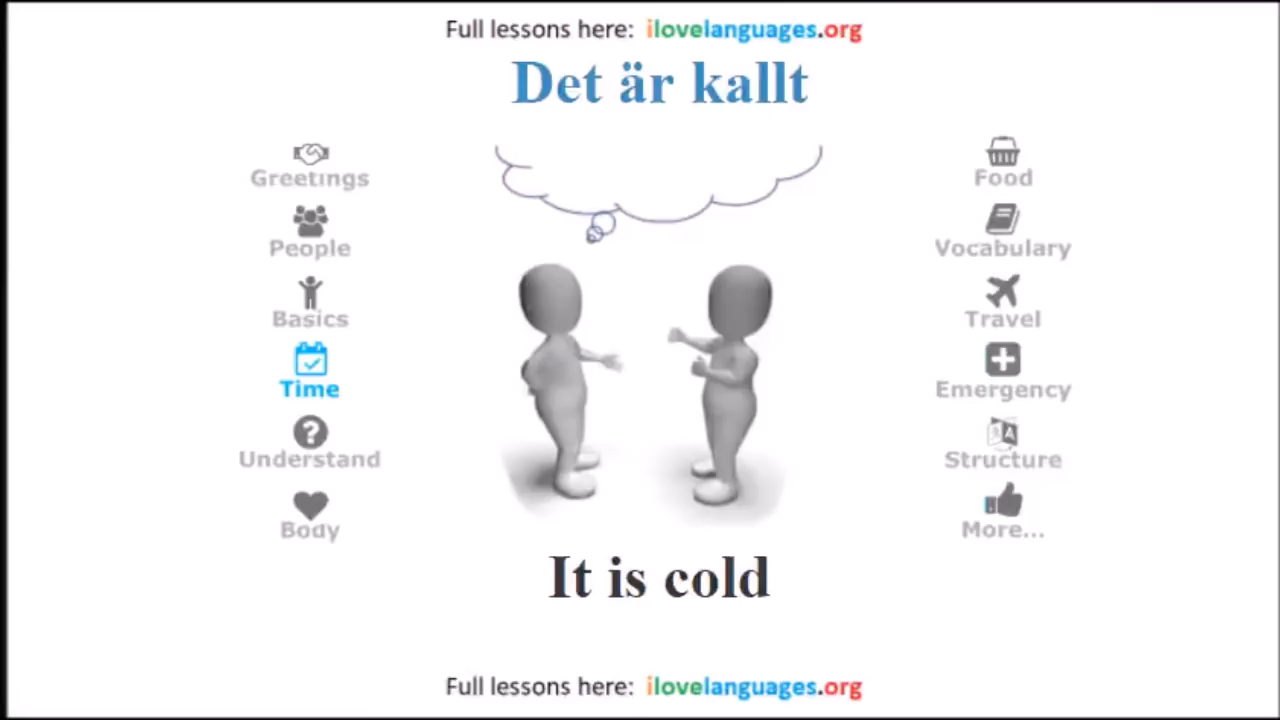 Full lessons here: ilovelanguages.org
Det är kallt
Greetings
People
Basics
Time
Understand
Body
Food
Vocabulary
Travel
Emergency
Structure
More...
It is cold
Full lessons here: ilovelanguages.org